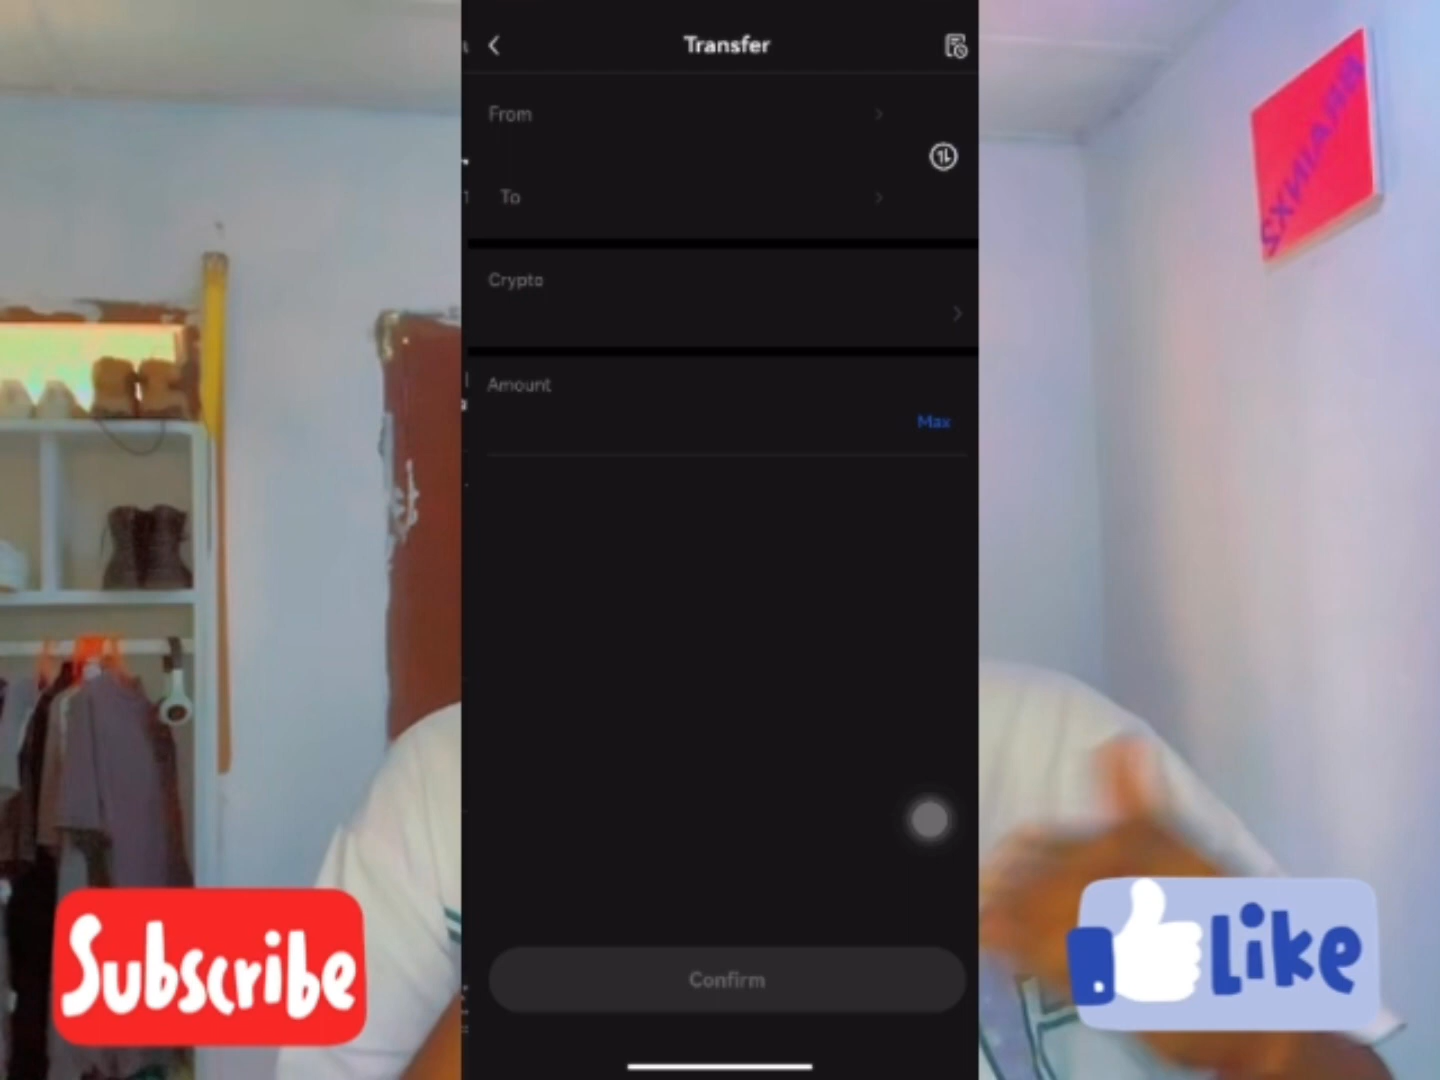 Transfer
From
To
Crypto
Amount
Max
Confirm
Subscribe
Like